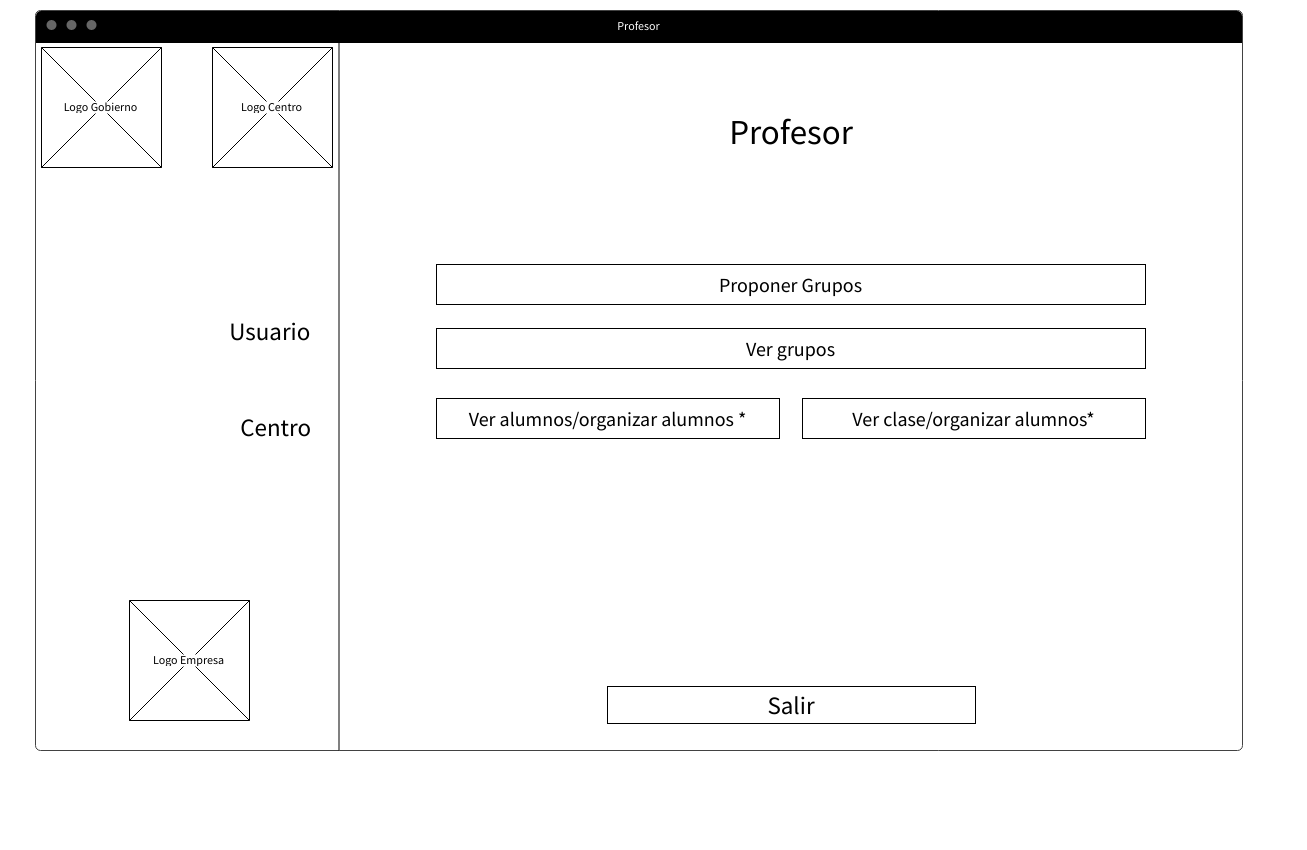 Profesor
Logo Gobierno
Logo Centro
Profesor
Proponer Grupos
Usuario
Ver grupos
Centro
Ver alumnos/organizar alumnos *
Ver clase/organizar alumnos*
Logo Empresa
Salir